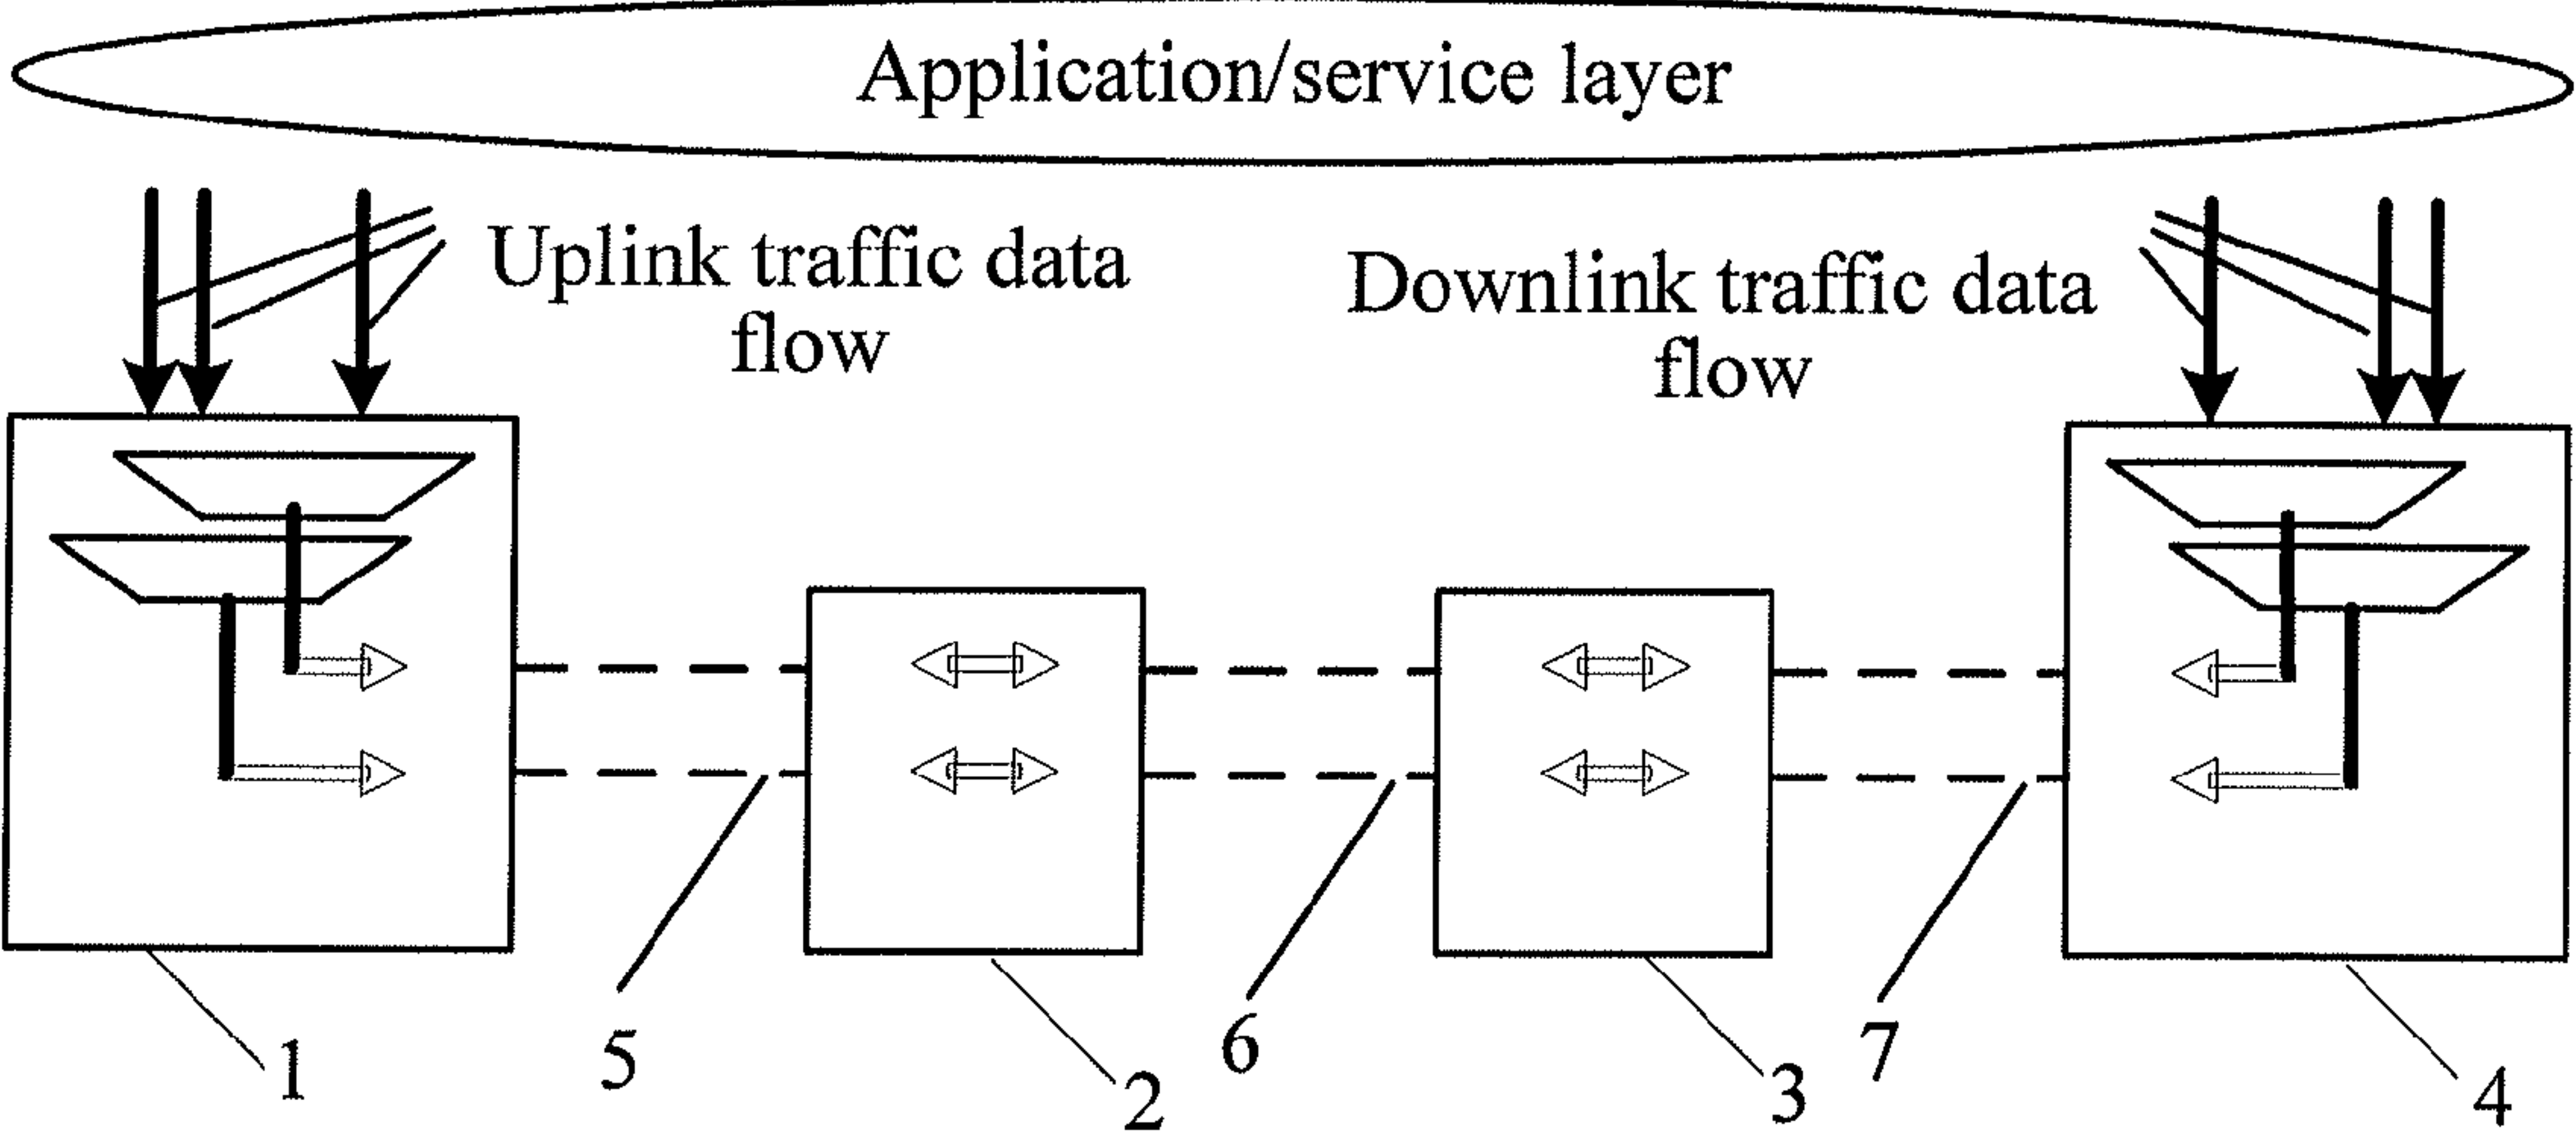 Application/service layer
Uplink traffic data
flow
Downlink traffic data
flow
1
5
2
6
3
7
4